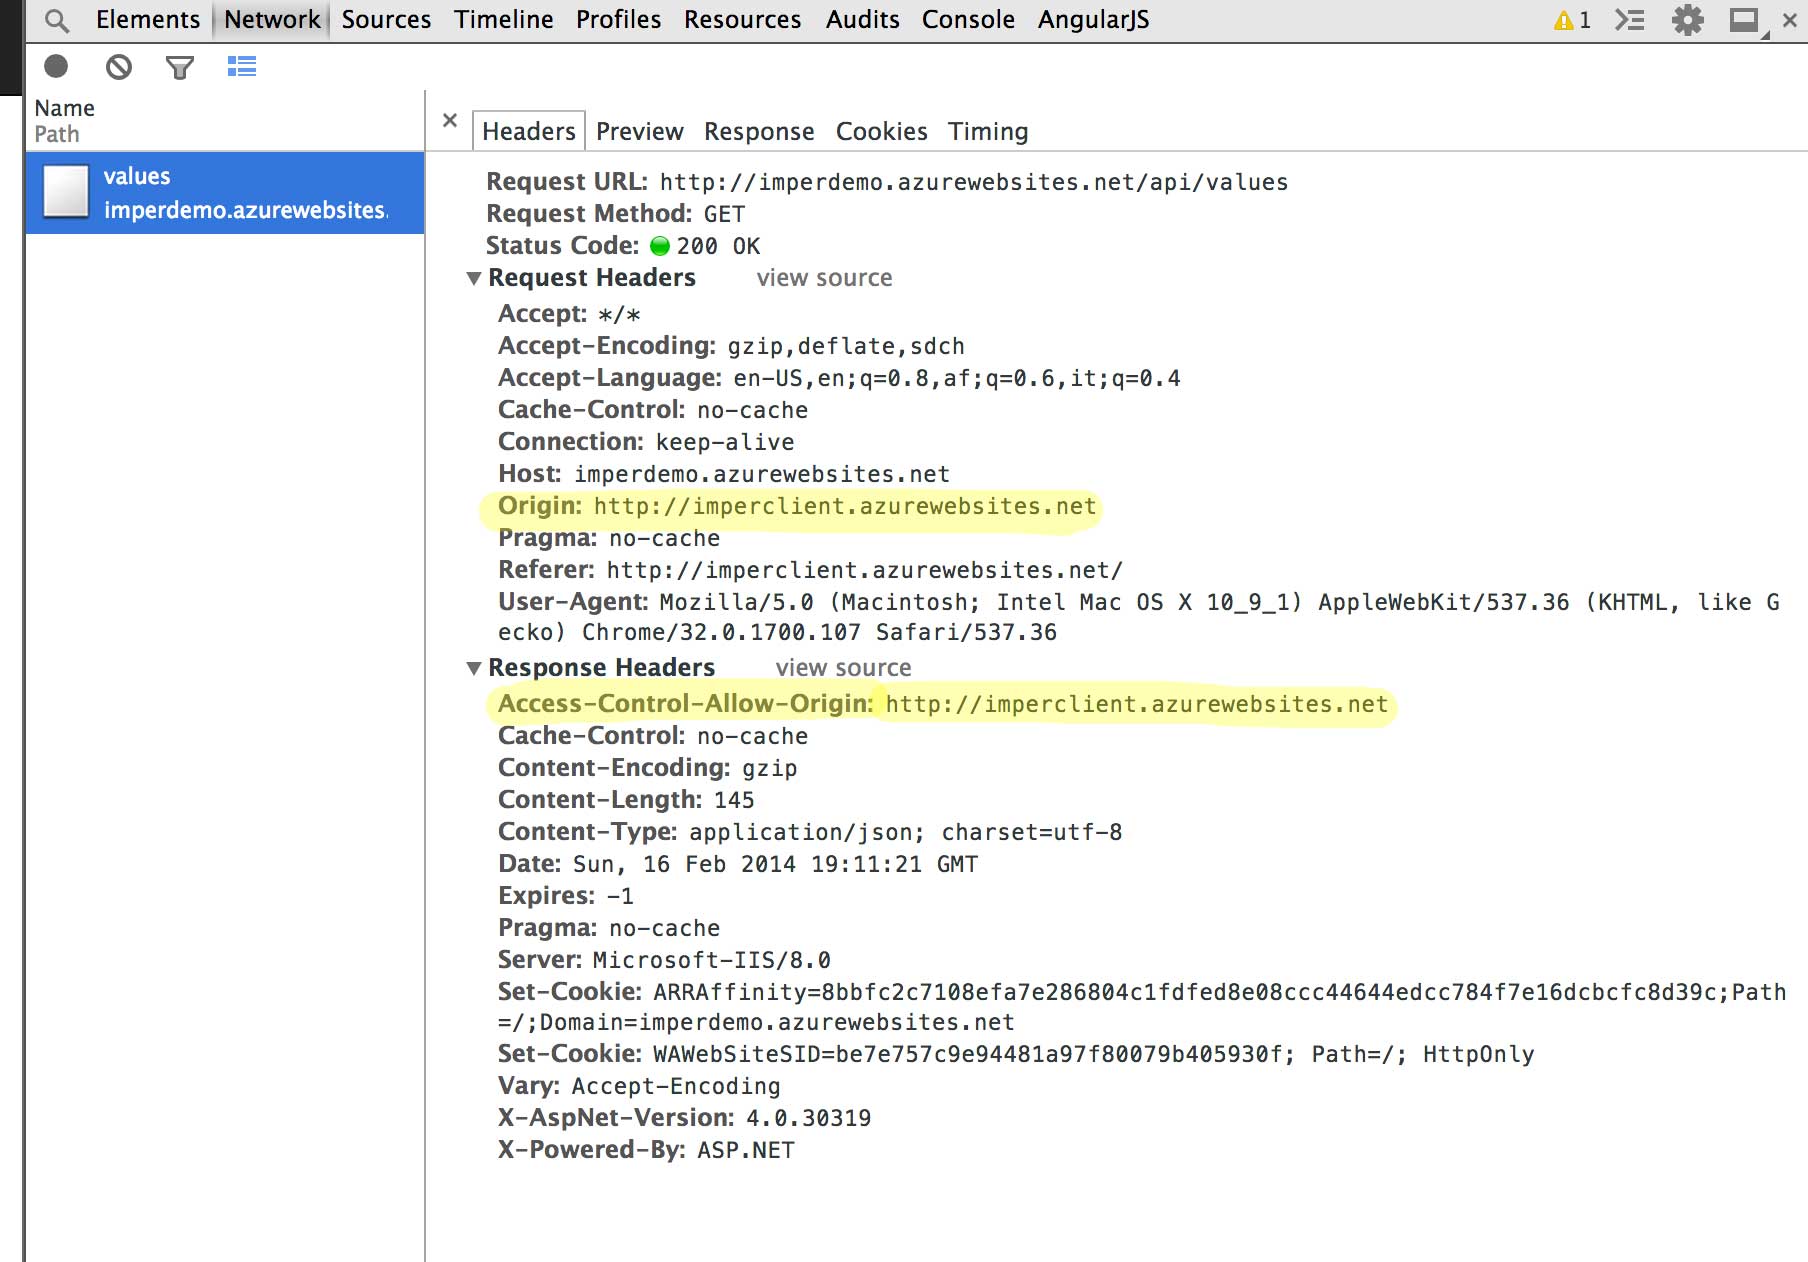 Elements Network Sources Timeline Profiles Resources Audits Console AngularJS 1
Name
Path
Headers Preview Response Cookies Timing
values
imperdemo.azurewebsites.
Request URL: http://imperdemo.azurewebsites.net/api/values
Request Method: GET
Status Code: 200 OK
Request Headers view source
Accept: */*
Accept-Encoding: gzip,deflate,sdch
Accept-Language: en-US,en;q=0.8,af;q=0.6,it;q=0.4
Cache-Control: no-cache
Connection: keep-alive
Host: imperdemo.azurewebsites.net
Origin: http://imperclient.azurewebsites.net
Pragma: no-cache
Referer: http://imperclient.azurewebsites.net/
User-Agent: Mozilla/5.0 (Macintosh; Intel Mac OS X 10_9_1) AppleWebKit/537.36 (KHTML, like G
ecko) Chrome/32.0.1700.107 Safari/537.36
Response Headers view source
Access-Control-Allow-Origin: http://imperclient.azurewebsites.net
Cache-Control: no-cache
Content-Encoding: gzip
Content-Length: 145
Content-Type: application/json; charset=utf-8
Date: Sun, 16 Feb 2014 19:11:21 GMT
Expires: -1
Pragma: no-cache
Server: Microsoft-IIS/8.0
Set-Cookie: ARRAffinity=8bbfc2c7108efa7e286804c1fdfed8e08ccc44644edcc784f7e16dcbcfc8d39c;Path
=/;Domain=imperdemo.azurewebsites.net
Set-Cookie: WAWebSiteSID=be7e757c9e94481a97f80079b405930f; Path=/; HttpOnly
Vary: Accept-Encoding
X-AspNet-Version: 4.0.30319
X-Powered-By: ASP.NET